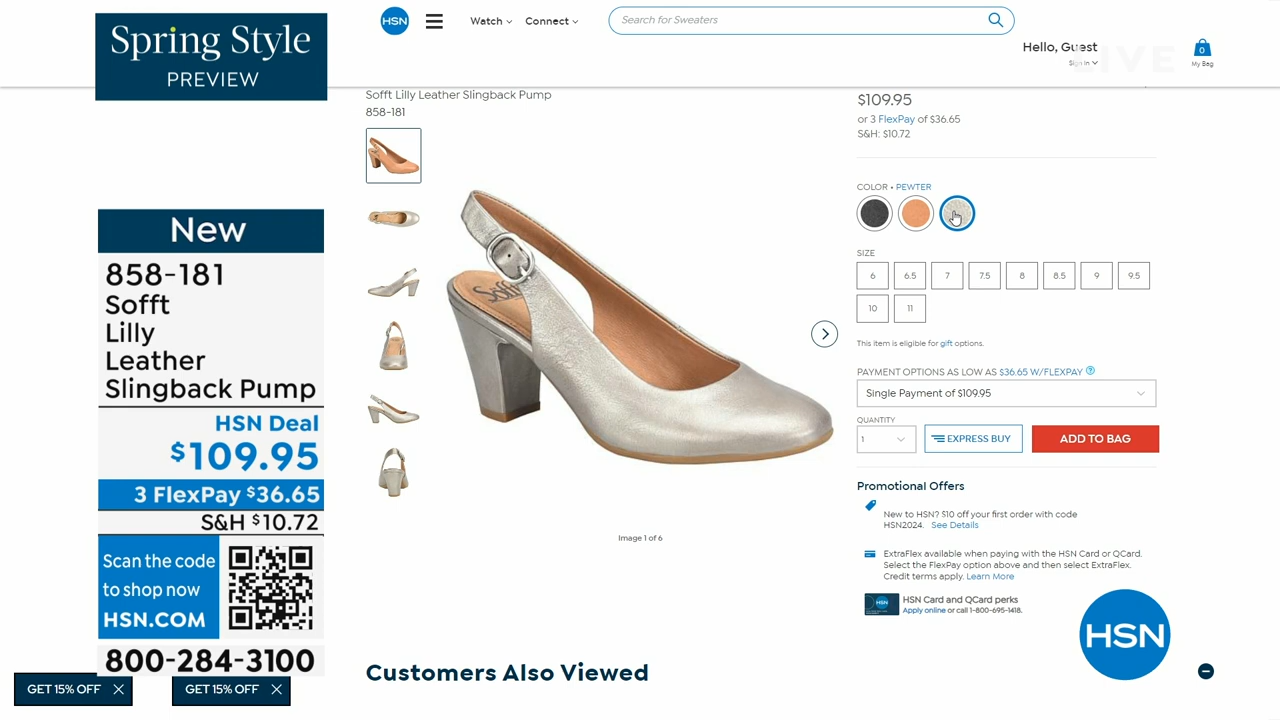 Spring Style
PREVIEW
HSN
Watch
Connect
Search for Sweaters
Hello, Guest
Sign In
LIVE
0
My Bag
New
858-181
Sofft
Lilly
Leather
Slingback Pump
HSN Deal
$109.95
3 FlexPay $36.65
S&H $10.72
Scan the code
to shop now
HSN.COM
800-284-3100
GET 15% OFF
GET 15% OFF
Sofft Lilly Leather Slingback Pump
858-181
Sofft
Image 1 of 6
$109.95
or 3 FlexPay of $36.65
S&H: $10.72
COLOR • PEWTER
SIZE
6 6.5 7 7.5 8 8.5 9 9.5
10 11
This item is eligible for gift options.
PAYMENT OPTIONS AS LOW AS $36.65 W/FLEXPAY ?
Single Payment of $109.95
QUANTITY
1
EXPRESS BUY
ADD TO BAG
Promotional Offers
New to HSN? $10 off your first order with code
HSN2024. See Details
ExtraFlex available when paying with the HSN Card or QCard.
Select the FlexPay option above and then select ExtraFlex.
Credit terms apply. Learn More
HSN
HSN Card and QCard perks
Apply online or call 1-800-695-1418.
HSN
Customers Also Viewed